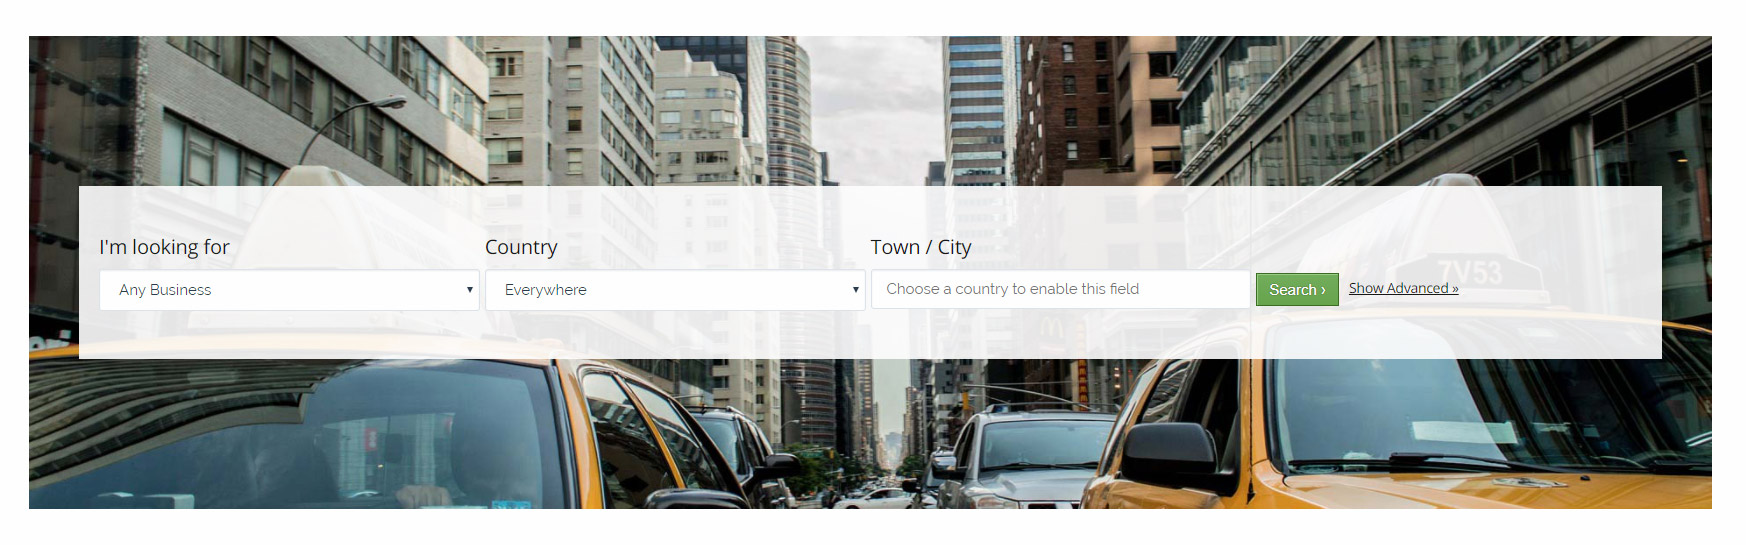 I'm looking for
Country
Town / City
Any Business
Everywhere
Choose a country to enable this field
Search ›
Show Advanced »
7V53